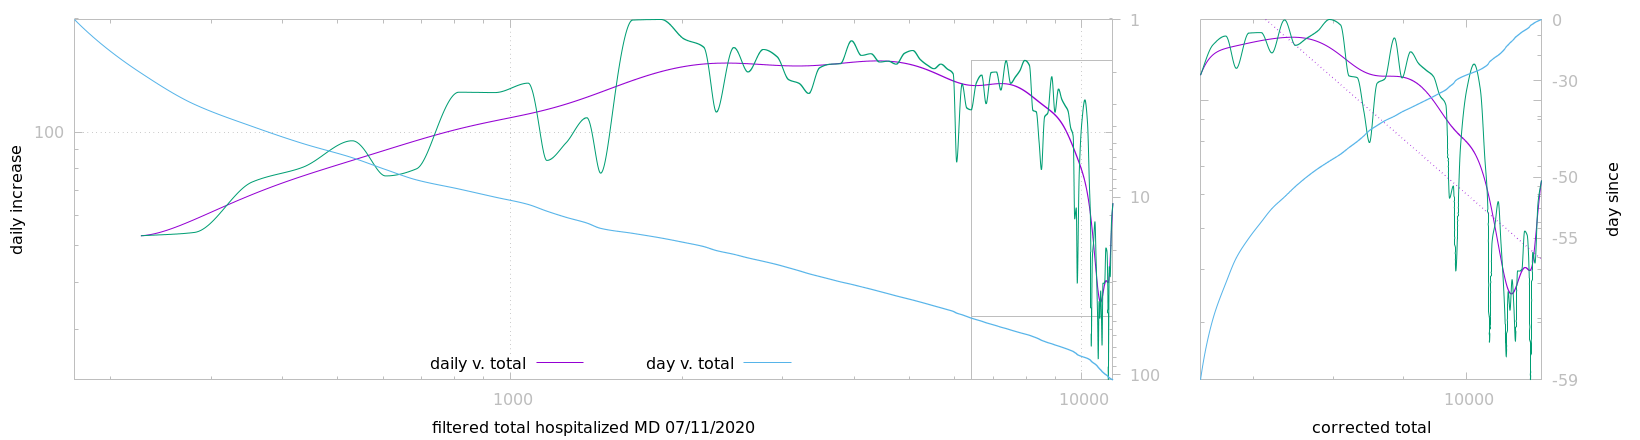 1
0
-30
100
daily increase
10
-50
day since
-55
daily v. total
day v. total
100
-59
1000
10000
10000
filtered total hospitalized MD 07/11/2020
corrected total